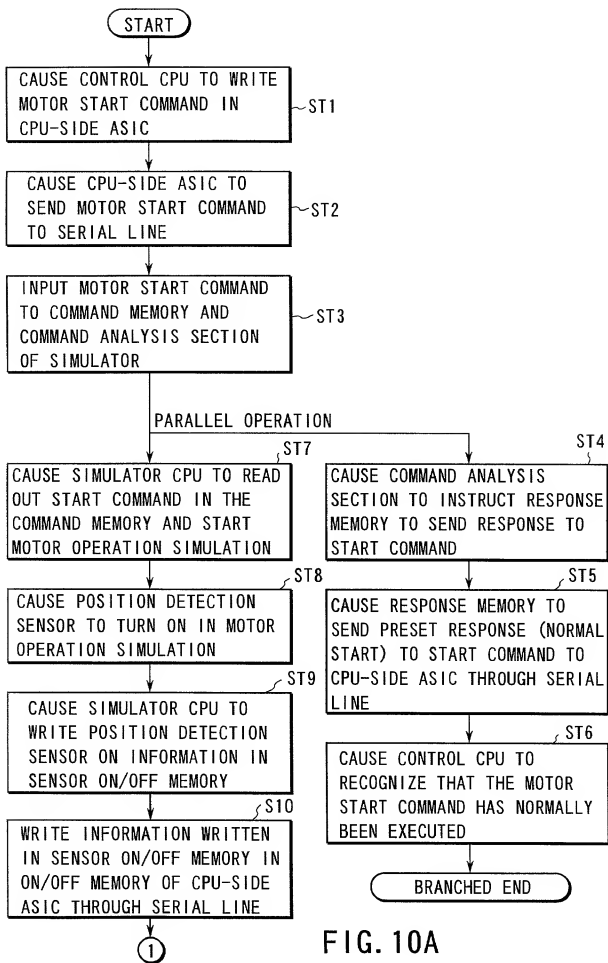 START
CAUSE CONTROL CPU TO WRITE
MOTOR START COMMAND IN
CPU-SIDE ASIC
ST1
CAUSE CPU-SIDE ASIC TO
SEND MOTOR START COMMAND
TO SERIAL LINE
ST2
INPUT MOTOR START COMMAND
TO COMMAND MEMORY AND
COMMAND ANALYSIS SECTION
OF SIMULATOR
ST3
PARALLEL OPERATION
ST7
CAUSE SIMULATOR CPU TO READ
OUT START COMMAND IN THE
COMMAND MEMORY AND START
MOTOR OPERATION SIMULATION
ST8
CAUSE POSITION DETECTION
SENSOR TO TURN ON IN MOTOR
OPERATION SIMULATION
ST9
CAUSE SIMULATOR CPU TO
WRITE POSITION DETECTION
SENSOR ON INFORMATION IN
SENSOR ON/OFF MEMORY
S10
WRITE INFORMATION WRITTEN
IN SENSOR ON/OFF MEMORY IN
ON/OFF MEMORY OF CPU-SIDE
ASIC THROUGH SERIAL LINE
1
ST4
CAUSE COMMAND ANALYSIS
SECTION TO INSTRUCT RESPONSE
MEMORY TO SEND RESPONSE TO
START COMMAND
ST5
CAUSE RESPONSE MEMORY TO
SEND PRESET RESPONSE (NORMAL
START) TO START COMMAND TO
CPU-SIDE ASIC THROUGH SERIAL
LINE
ST6
CAUSE CONTROL CPU TO
RECOGNIZE THAT THE MOTOR
START COMMAND HAS NORMALLY
BEEN EXECUTED
BRANCHED END
FIG. 10A